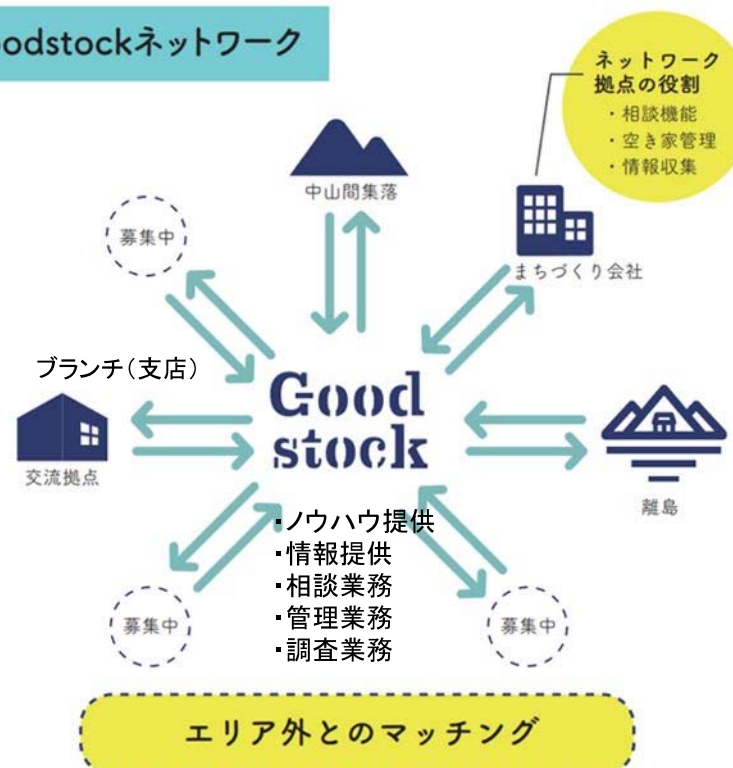 odstockネットワーク
ネットワーク
拠点の役割
・相談機能
・空き家管理
・情報収集
中山間集落
募集中
まちづくり会社
ブランチ(支店)
Good
stock
交流拠点
離島
・ノウハウ提供
・情報提供
・相談業務
・管理業務
・調査業務
募集中
募集中
エリア外とのマッチング